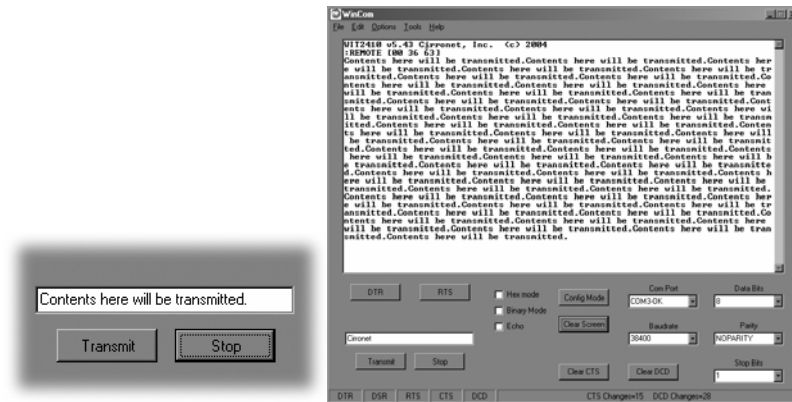 Contents here will be transmitted.
Transmit Stop
WinCom
File Edit Options Tools Help
WIT2410 v5.43 Cirronet, Inc. (c) 2004
:REMOTE [00 36 63]
Contents here will be transmitted.Contents here will be transmitted.Contents her
e will be transmitted.Contents here will be transmitted.Contents here will be tr
ansmitted.Contents here will be transmitted.Contents here will be transmitted.Co
ntents here will be transmitted.Contents here will be transmitted.Contents here
will be transmitted.Contents here will be transmitted.Contents here will be tran
smitted.Contents here will be transmitted.Contents here will be transmitted.Cont
ents here will be transmitted.Contents here will be transmitted.Contents here wi
ll be transmitted.Contents here will be transmitted.Contents here will be transm
itted.Contents here will be transmitted.Contents here will be transmitted.Conten
ts here will be transmitted.Contents here will be transmitted.Contents here will
be transmitted.Contents here will be transmitted.Contents here will be transmit
ted.Contents here will be transmitted.Contents here will be transmitted.Contents
here will be transmitted.Contents here will be transmitted.Contents here will b
e transmitted.Contents here will be transmitted.Contents here will be transmitte
d.Contents here will be transmitted.Contents here will be transmitted.Contents h
ere will be transmitted.Contents here will be transmitted.Contents here will be
transmitted.Contents here will be transmitted.Contents here will be transmitted.
Contents here will be transmitted.Contents here will be transmitted.Contents her
e will be transmitted.Contents here will be transmitted.Contents here will be tr
ansmitted.Contents here will be transmitted.Contents here will be transmitted.Co
ntents here will be transmitted.Contents here will be transmitted.Contents here
will be transmitted.Contents here will be transmitted.Contents here will be tran
smitted.Contents here will be transmitted.
DTR RTS
Hex mode
Binary Mode
Echo
Config Mode
Clear Screen
Com Port Data Bits
COM3-OK 8
Baudrate Parity
38400 NOPARITY
Cirronet
Transmit Stop
Clear CTS Clear DCD
Stop Bits
1
DTR DSR RTS CTS DCD CTS Changes=15 DCD Changes=28